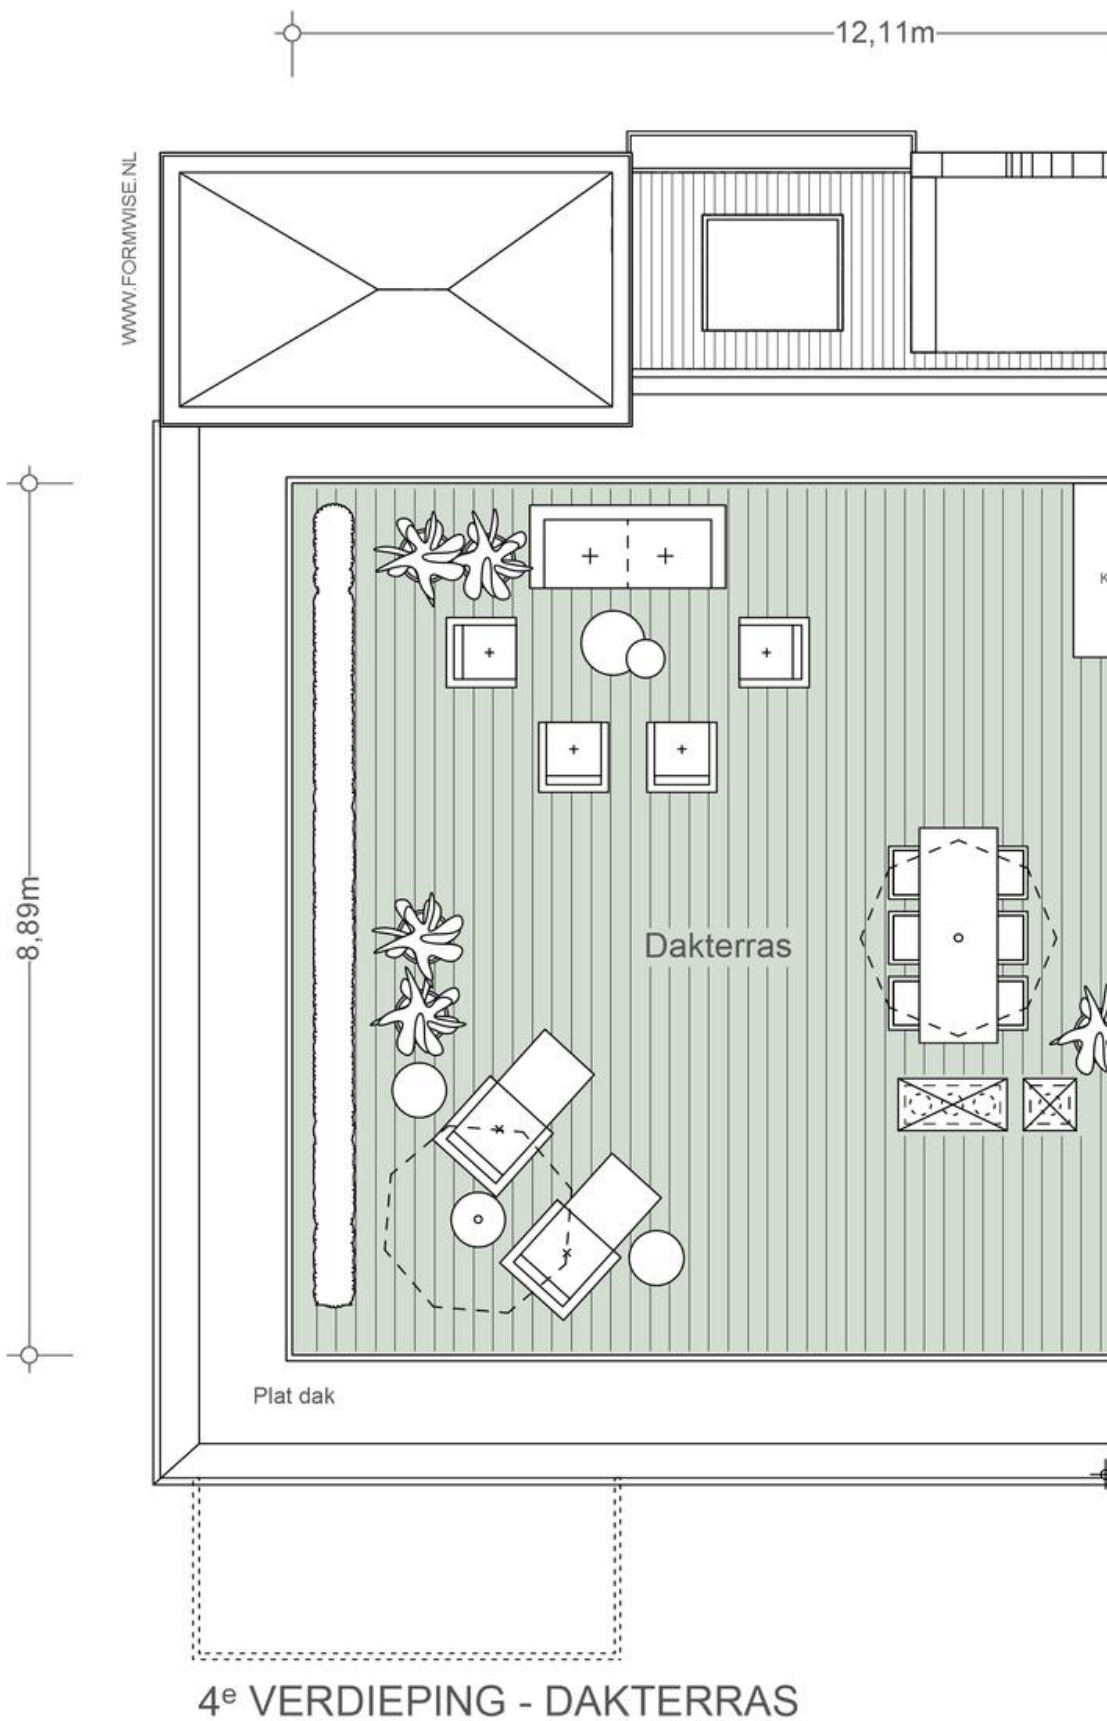 12,11m
WWW.FORMWISE.NL
K
8,89m
Dakterras
Plat dak
4e VERDIEPING - DAKTERRAS